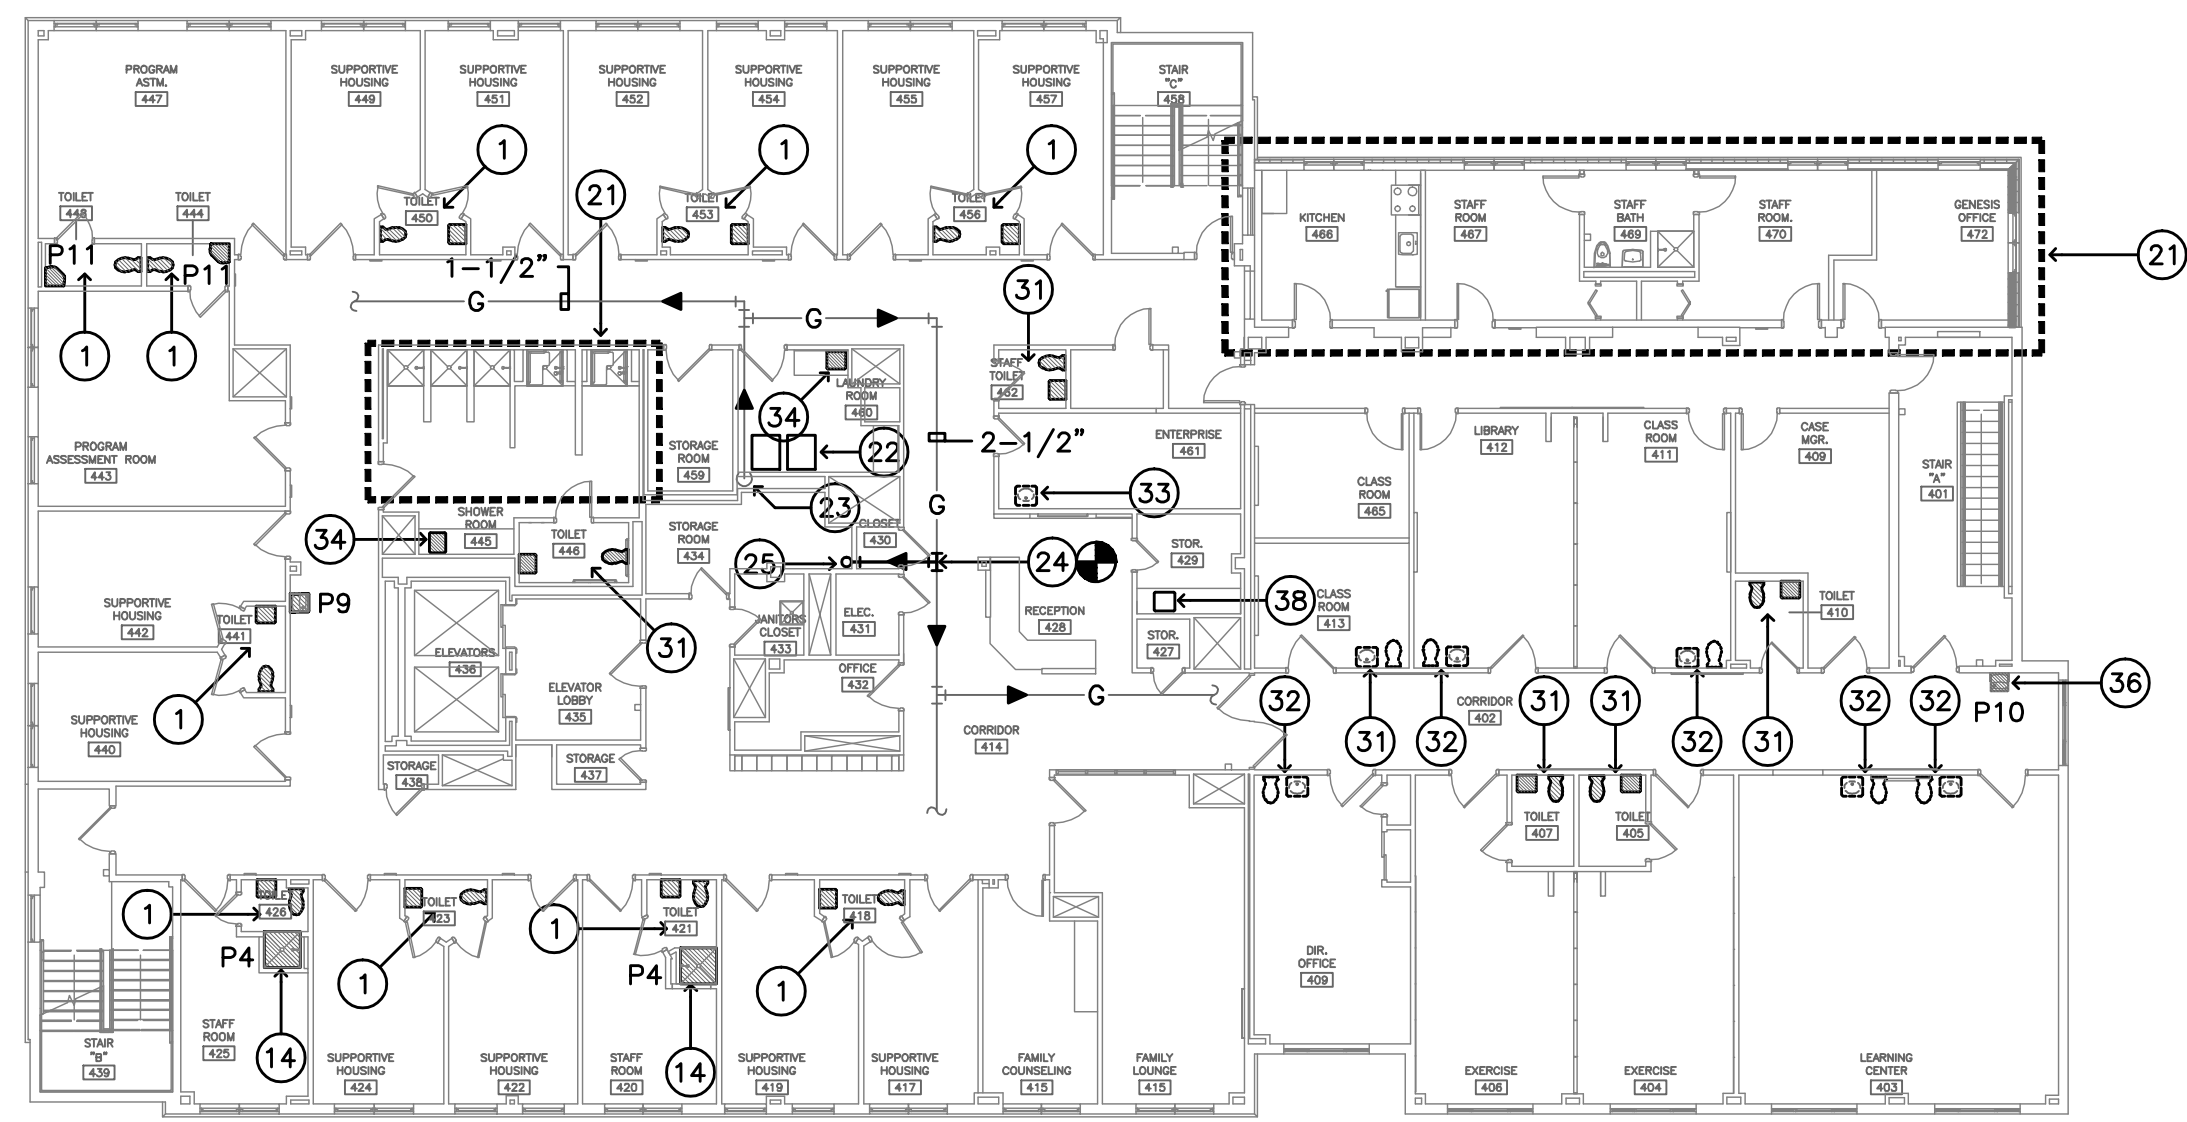 PROGRAM
ASTM.
447
SUPPORTIVE
HOUSING
449
SUPPORTIVE
HOUSING
451
SUPPORTIVE
HOUSING
452
SUPPORTIVE
HOUSING
454
SUPPORTIVE
HOUSING
455
SUPPORTIVE
HOUSING
457
STAIR
"C"
458
1
1
1
21
TOILET
448
TOILET
444
TOILET
450
TOILET
453
TOILET
456
KITCHEN
466
STAFF
ROOM
467
STAFF
BATH
469
STAFF
ROOM.
470
GENESIS
OFFICE
472
21
P11
P11
1-1/2"
G
G
31
1
1
STAFF
TOILET
462
LAUNDRY
ROOM
460
34
22
2-1/2"
PROGRAM
ASSESSMENT ROOM
443
STORAGE
ROOM
459
ENTERPRISE
461
LIBRARY
412
CLASS
ROOM
411
CASE
MGR.
409
STAIR
"A"
401
33
CLASS
ROOM
465
23
G
SHOWER
ROOM
445
34
TOILET
446
STORAGE
ROOM
434
CLOSET
430
25
24
STOR.
429
38
CLASS
ROOM
413
TOILET
410
P9
SUPPORTIVE
HOUSING
442
TOILET
441
31
JANITORS
CLOSET
433
ELEC.
431
RECEPTION
428
STOR.
427
ELEVATORS
436
ELEVATOR
LOBBY
435
OFFICE
432
G
1
SUPPORTIVE
HOUSING
440
CORRIDOR
414
CORRIDOR
402
32
31
32
31
31
32
31
32
32
36
P10
STORAGE
438
STORAGE
437
TOILET
407
TOILET
405
1
TOILET
426
TOILET
423
1
TOILET
421
TOILET
418
P4
P4
1
1
DIR.
OFFICE
409
STAFF
ROOM
425
14
14
STAIR
"B"
439
SUPPORTIVE
HOUSING
424
SUPPORTIVE
HOUSING
422
STAFF
ROOM
420
SUPPORTIVE
HOUSING
419
SUPPORTIVE
HOUSING
417
FAMILY
COUNSELING
415
FAMILY
LOUNGE
415
EXERCISE
406
EXERCISE
404
LEARNING
CENTER
403